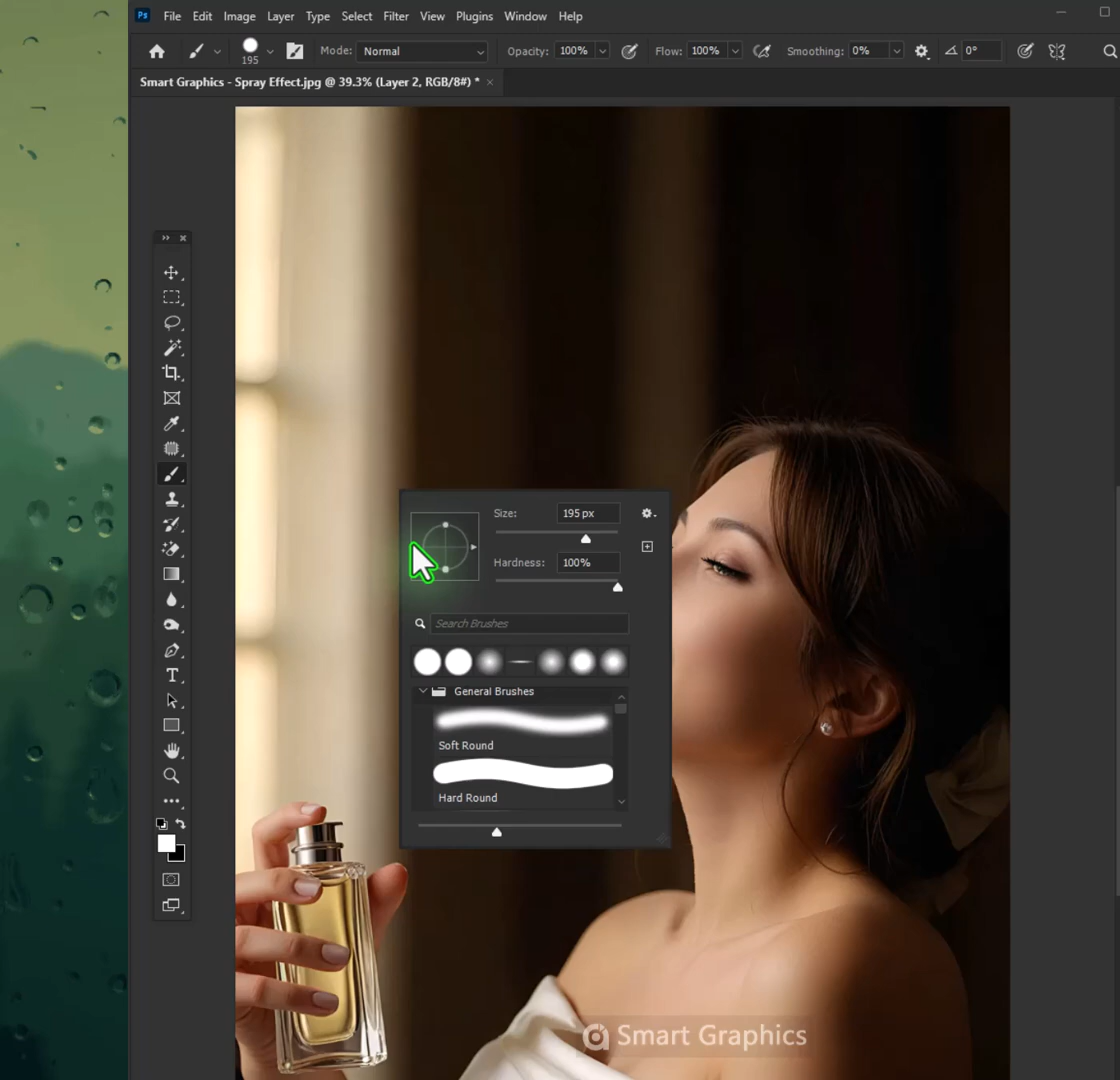 Ps File Edit Image Layer Type Select Filter View Plugins Window Help
195 Mode: Normal Opacity: 100% Flow: 100% Smoothing: 0% 0°
Smart Graphics - Spray Effect.jpg @ 39.3% (Layer 2, RGB/8#) * ×
Size: 195 px
Hardness: 100%
Search Brushes
General Brushes
Soft Round
Hard Round
Smart Graphics